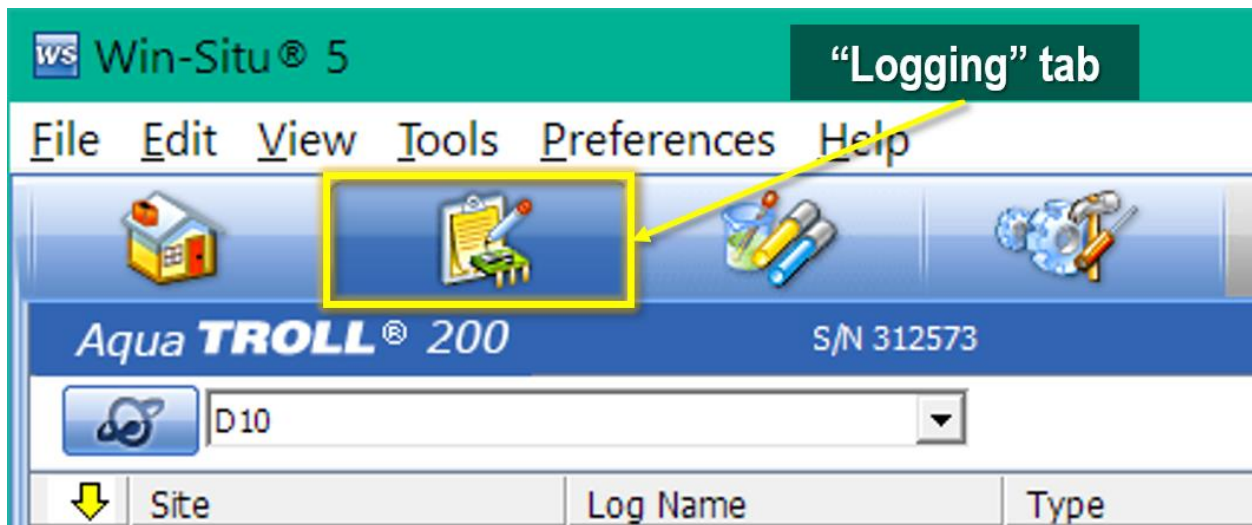 WS Win-Situ® 5
“Logging” tab
File Edit View Tools Preferences Help
Aqua TROLL® 200 S/N 312573
D10
Site Log Name Type